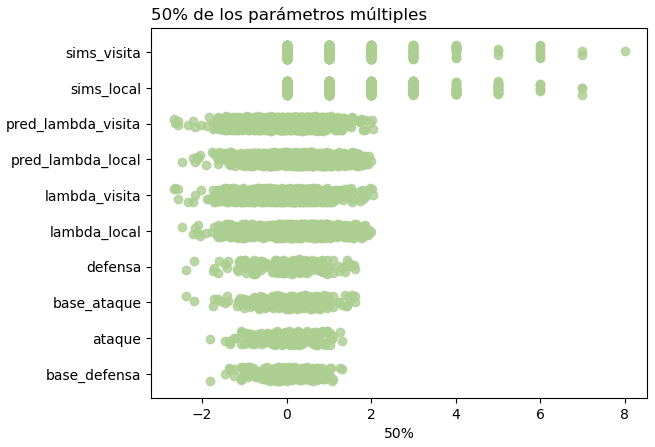 50% de los parámetros múltiples
sims_visita
sims_local
pred_lambda_visita
pred_lambda_local
lambda_visita
lambda_local
defensa
base_ataque
ataque
base_defensa
−2 0 2 4 6 8
50%